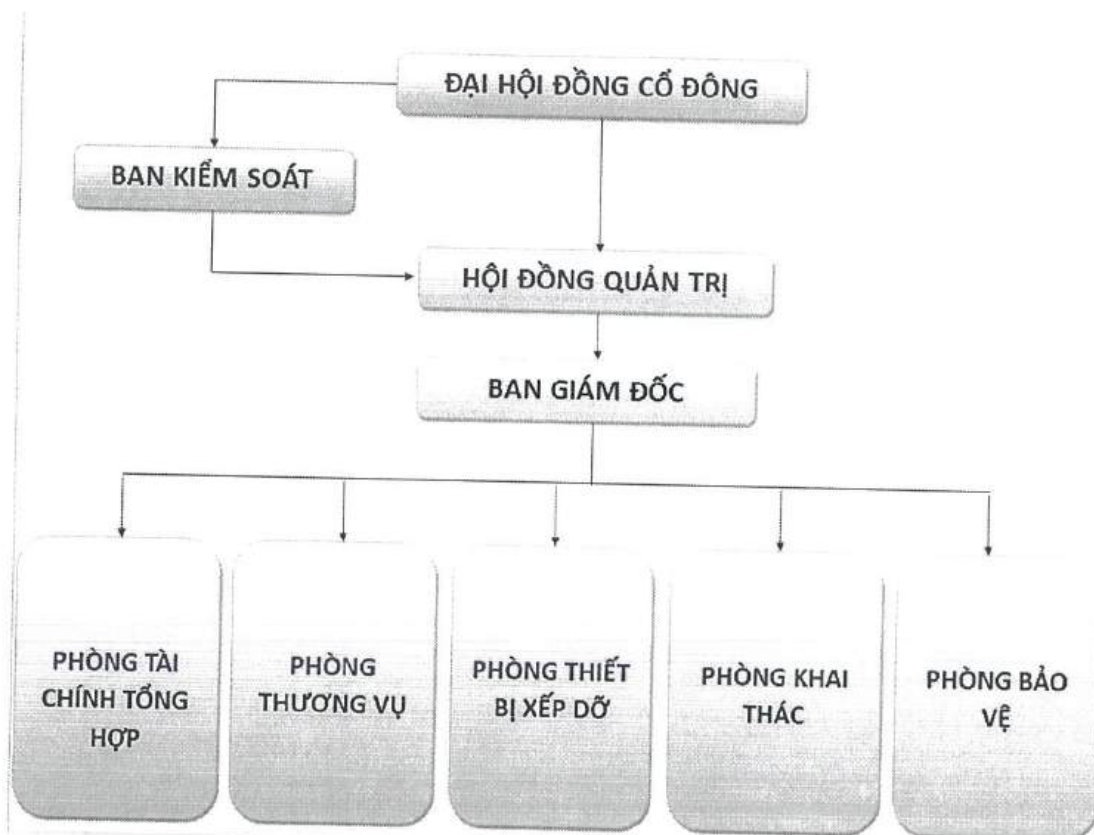 ĐẠI HỘI ĐỒNG CỔ ĐÔNG
BAN KIỂM SOÁT
HỘI ĐỒNG QUẢN TRỊ
BAN GIÁM ĐỐC
PHÒNG TÀI
CHÍNH TỔNG
HỢP
PHÒNG
THƯƠNG VỤ
PHÒNG THIẾT
BỊ XẾP DỠ
PHÒNG KHAI
THÁC
PHÒNG BẢO
VỆ